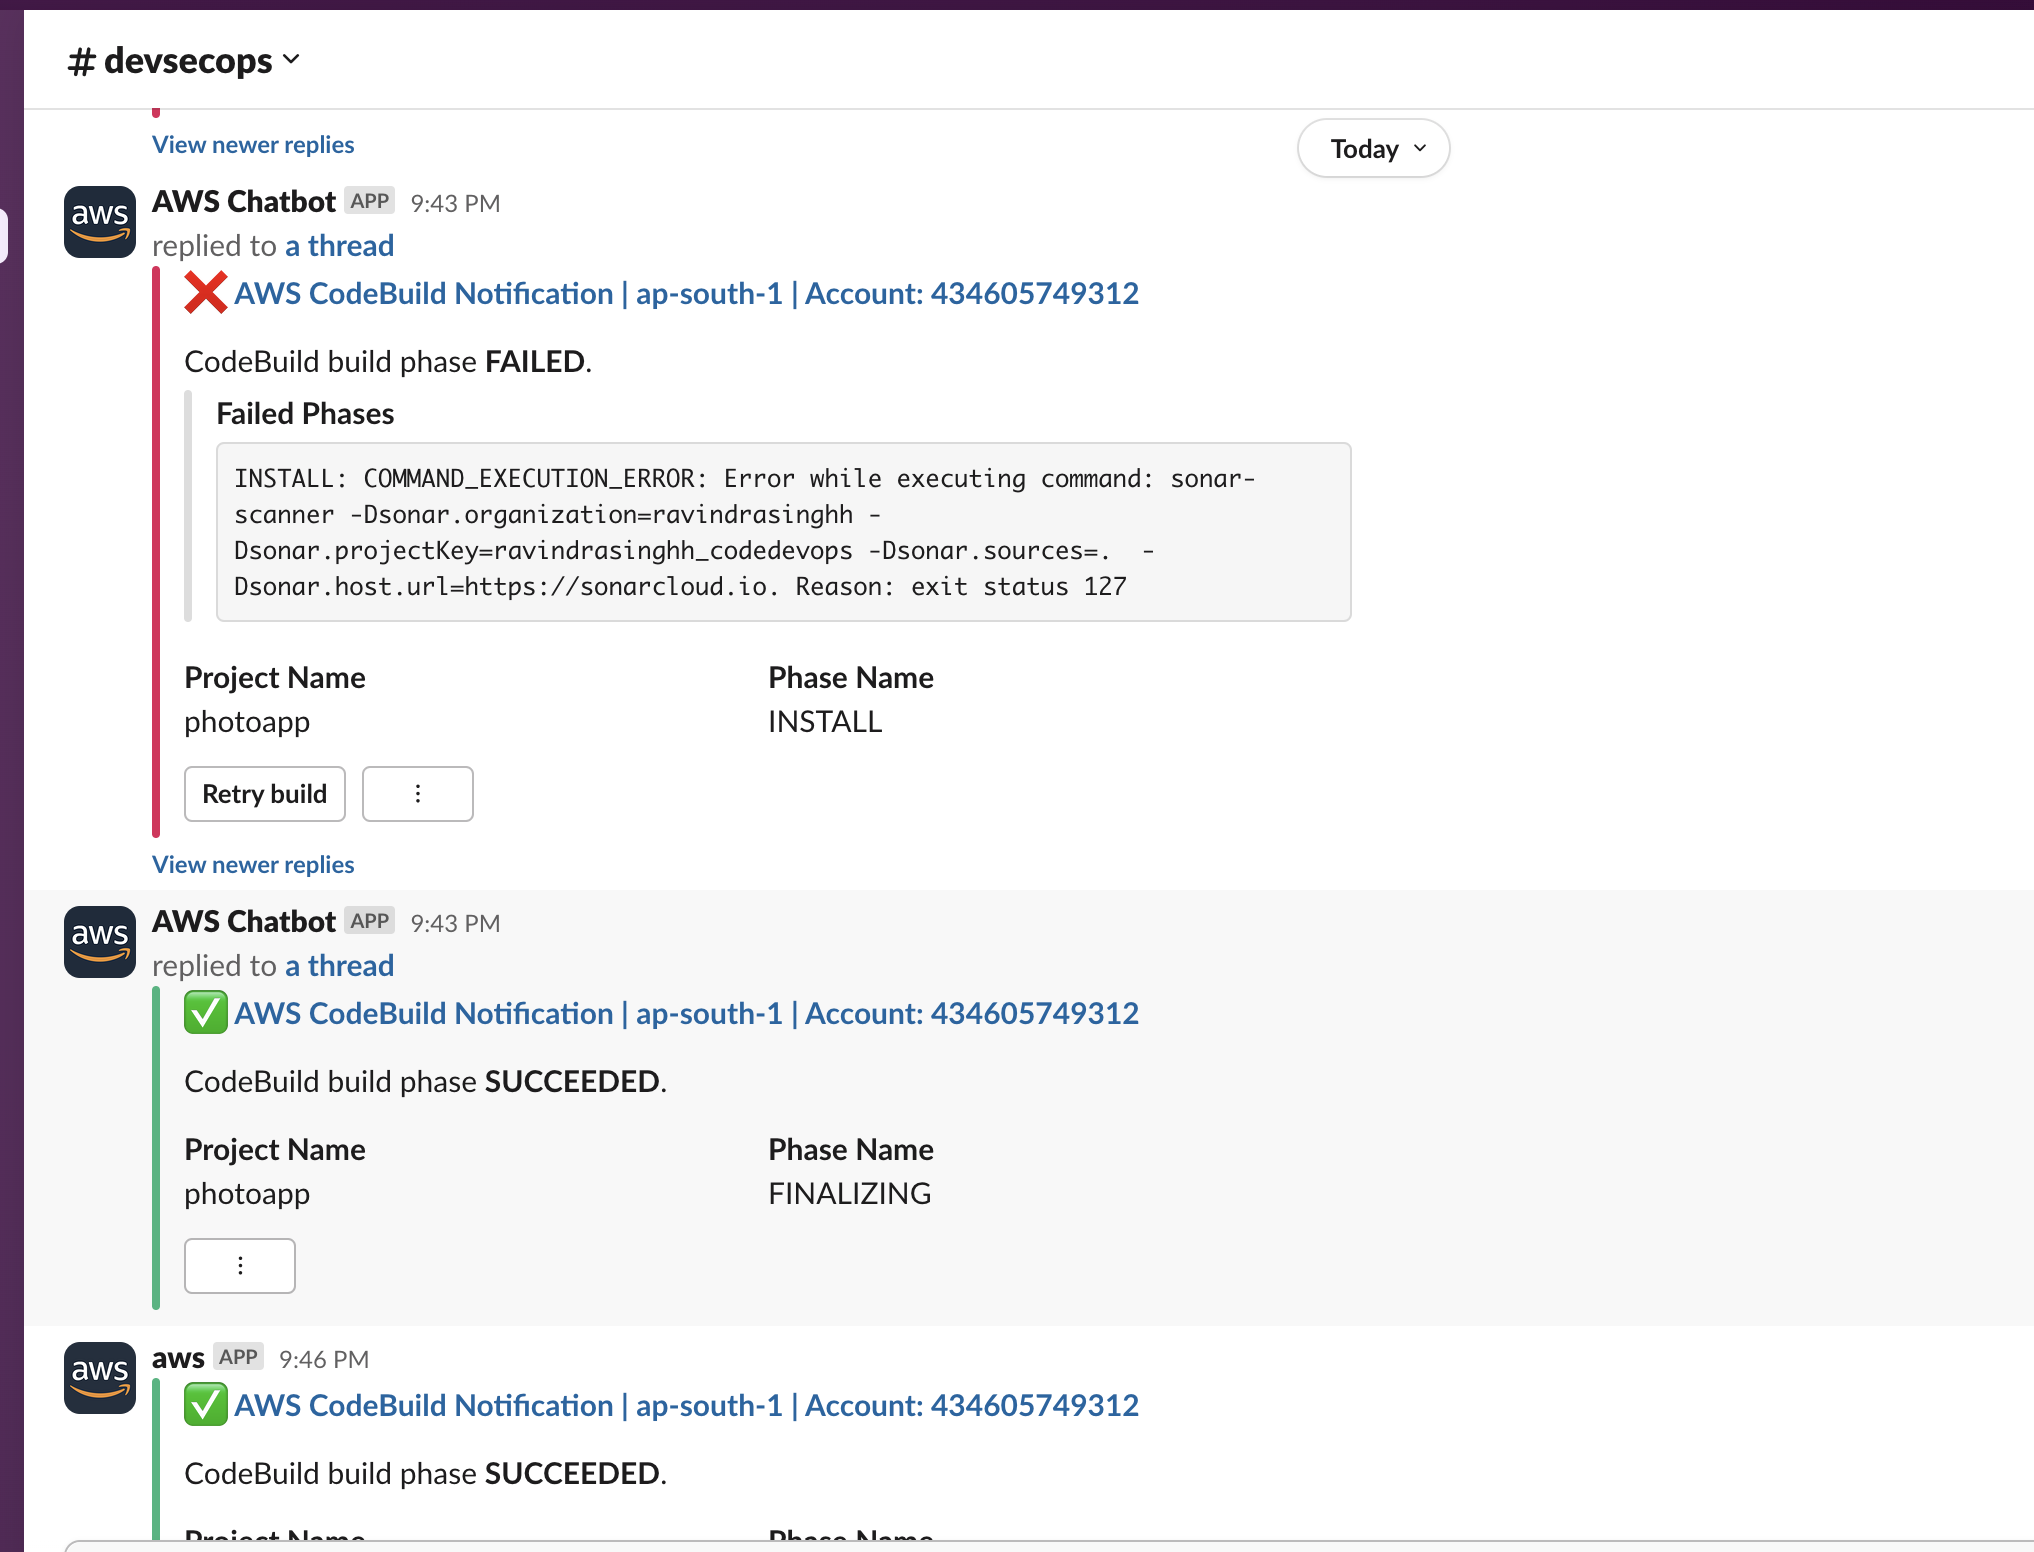 # devsecops
View newer replies
Today
aws
AWS Chatbot APP 9:43 PM
replied to a thread
AWS CodeBuild Notification | ap-south-1 | Account: 434605749312
CodeBuild build phase FAILED.
Failed Phases
INSTALL: COMMAND_EXECUTION_ERROR: Error while executing command: sonar-
scanner -Dsonar.organization=ravindrasinghh -
Dsonar.projectKey=ravindrasinghh_codedevops -Dsonar.sources=.  -
Dsonar.host.url=https://sonarcloud.io. Reason: exit status 127
Project Name Phase Name
photoapp INSTALL
Retry build
View newer replies
aws
AWS Chatbot APP 9:43 PM
replied to a thread
AWS CodeBuild Notification | ap-south-1 | Account: 434605749312
CodeBuild build phase SUCCEEDED.
Project Name Phase Name
photoapp FINALIZING
aws
aws APP 9:46 PM
AWS CodeBuild Notification | ap-south-1 | Account: 434605749312
CodeBuild build phase SUCCEEDED.
Project Name Phase Name